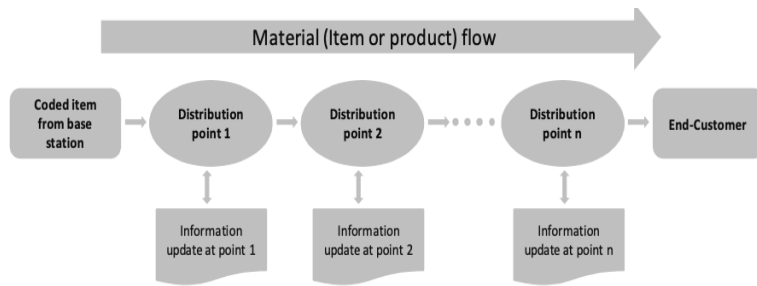 Material (Item or product) flow
Coded item
from base
station
Distribution
point 1
Distribution
point 2
Distribution
point n
End-Customer
Information
update at point 1
Information
update at point 2
Information
update at point n